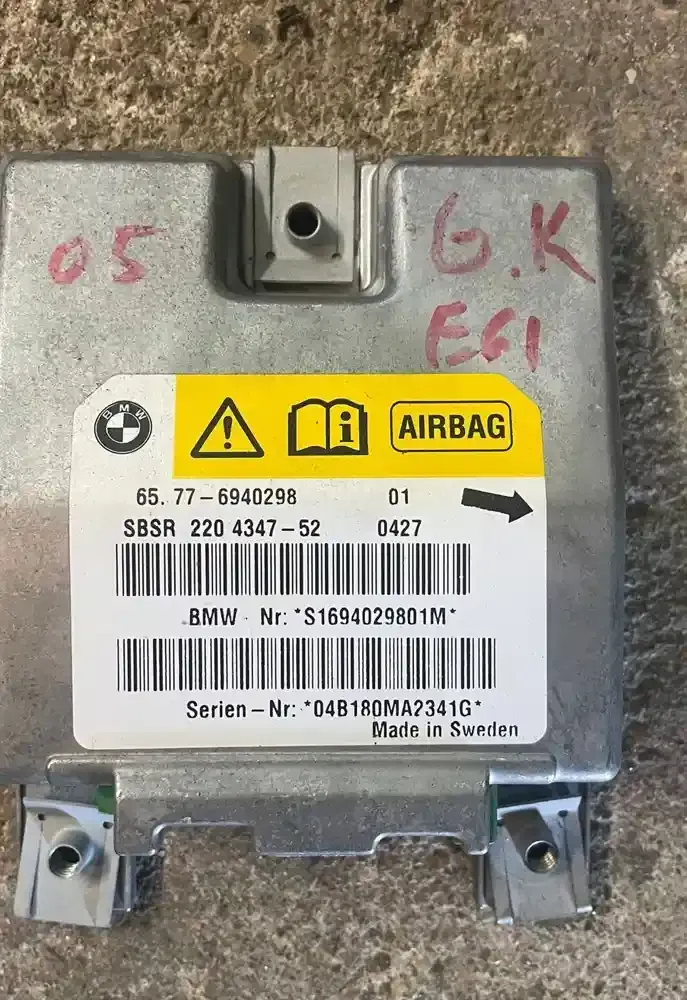 05
G.K
E61
BMW
AIRBAG
65. 77-6940298 01
SBSR 220 4347-52 0427
BMW Nr: *S1694029801M*
Serien-Nr: *04B180MA2341G*
Made in Sweden